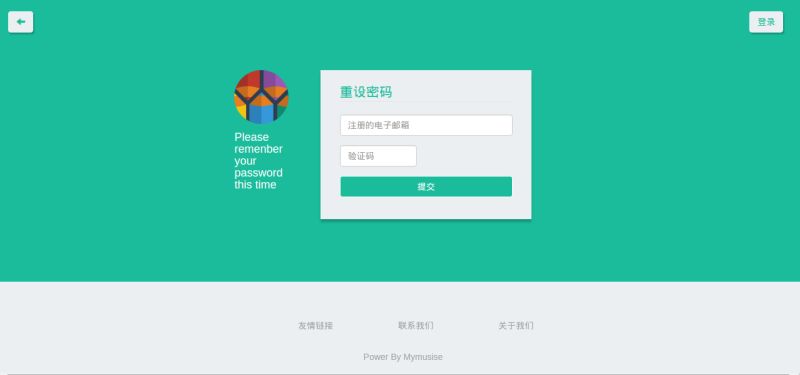 登录
重设密码
Please
remenber
your
password
this time
注册的电子邮箱
验证码
提交
友情链接 联系我们 关于我们
Power By Mymusise